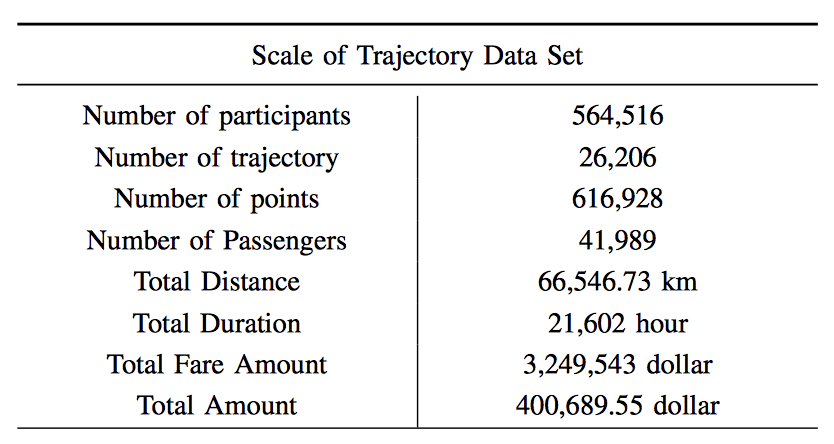 Scale of Trajectory Data Set
Number of participants 564,516
Number of trajectory 26,206
Number of points 616,928
Number of Passengers 41,989
Total Distance 66,546.73 km
Total Duration 21,602 hour
Total Fare Amount 3,249,543 dollar
Total Amount 400,689.55 dollar